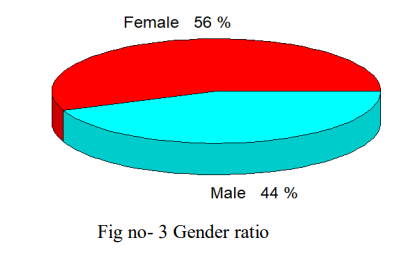 Female 56 %
Male 44 %
Fig no- 3 Gender ratio